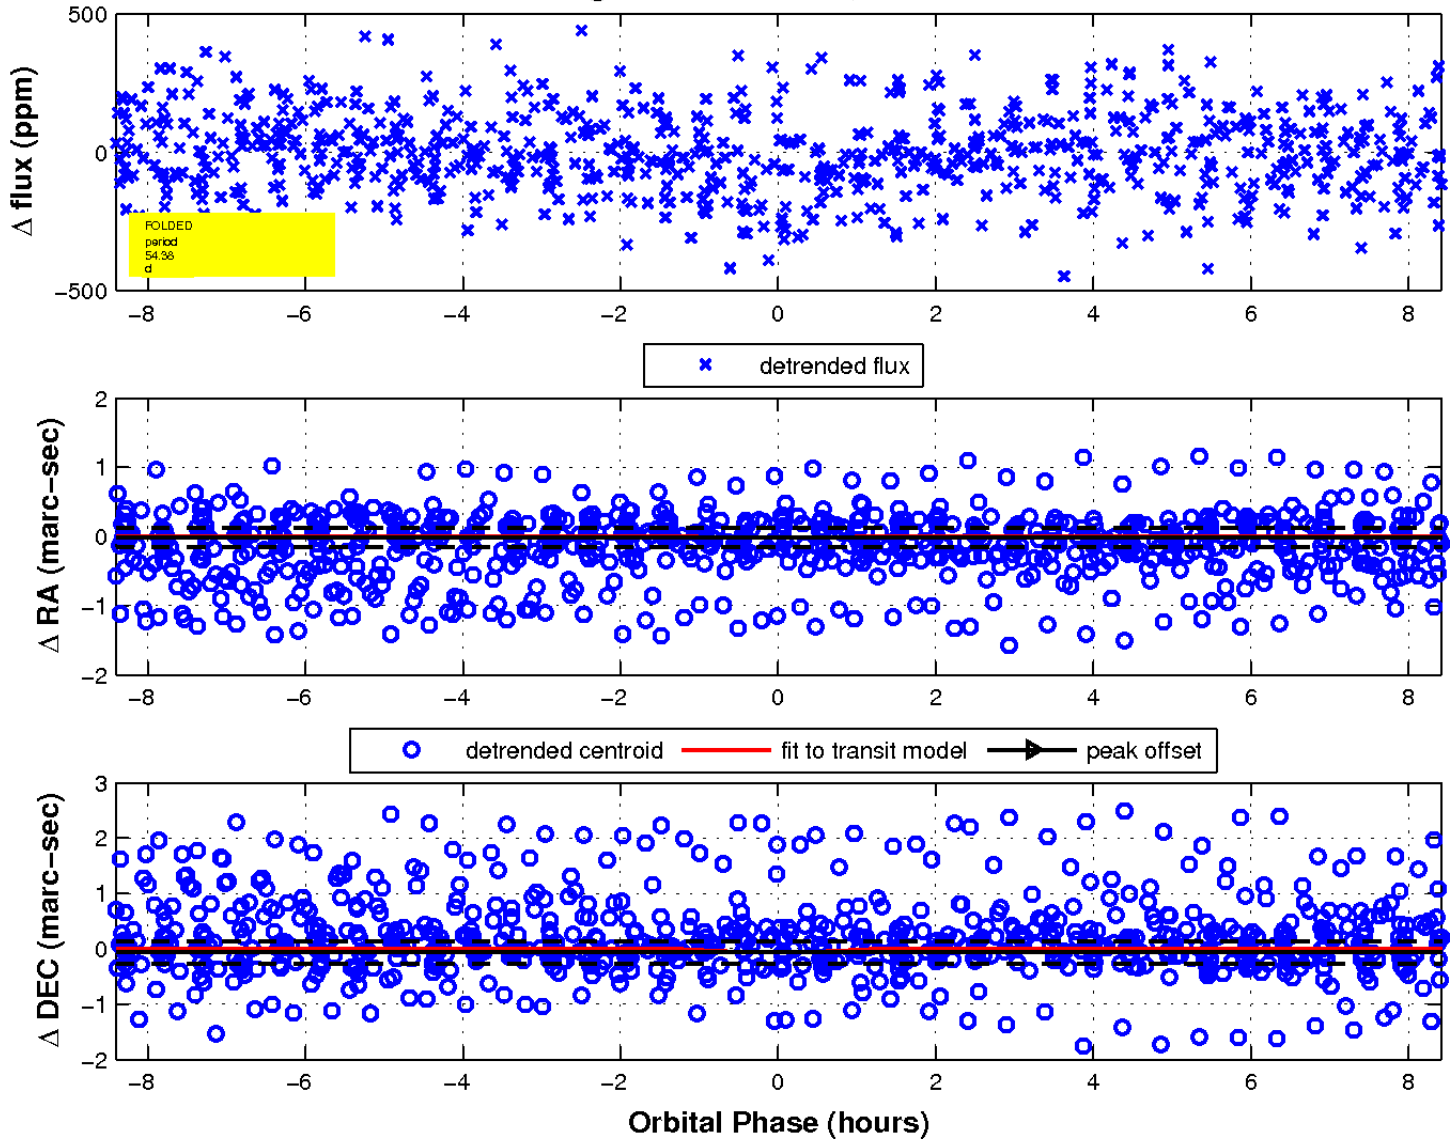 500
0
−500
Δ flux (ppm)
FOLDED
period
54.38
d
−8 −6 −4 −2 0 2 4 6 8
detrended flux
2
1
0
−1
−2
Δ RA (marc−sec)
−8 −6 −4 −2 0 2 4 6 8
detrended centroid fit to transit model peak offset
3
2
1
0
−1
−2
Δ DEC (marc−sec)
−8 −6 −4 −2 0 2 4 6 8
Orbital Phase (hours)